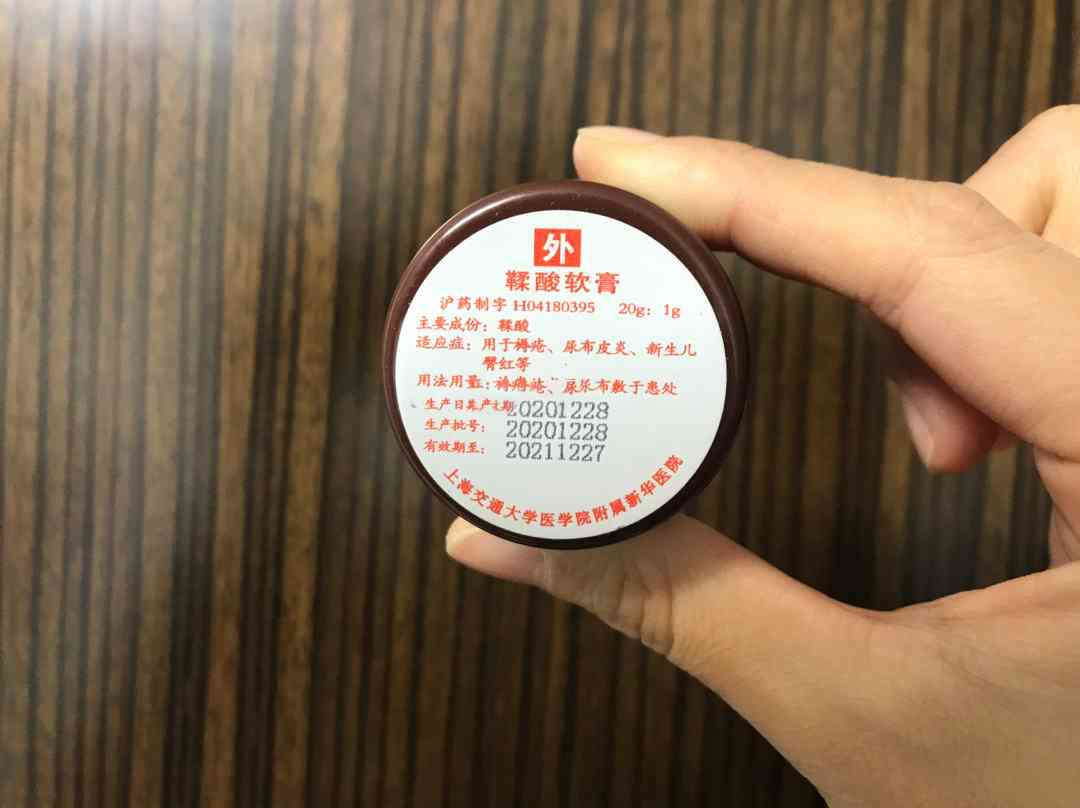 外
鞣酸软膏
沪药制字 H04180395 20g：1g
主要成份：鞣酸
适应症：用于褥疮、尿布皮炎、新生儿
臀红等
用法用量：尿布敷于患处
生产日期 20201228
生产批号： 20201228
有效期至： 20211227
上海交通大学医学院附属新华医院